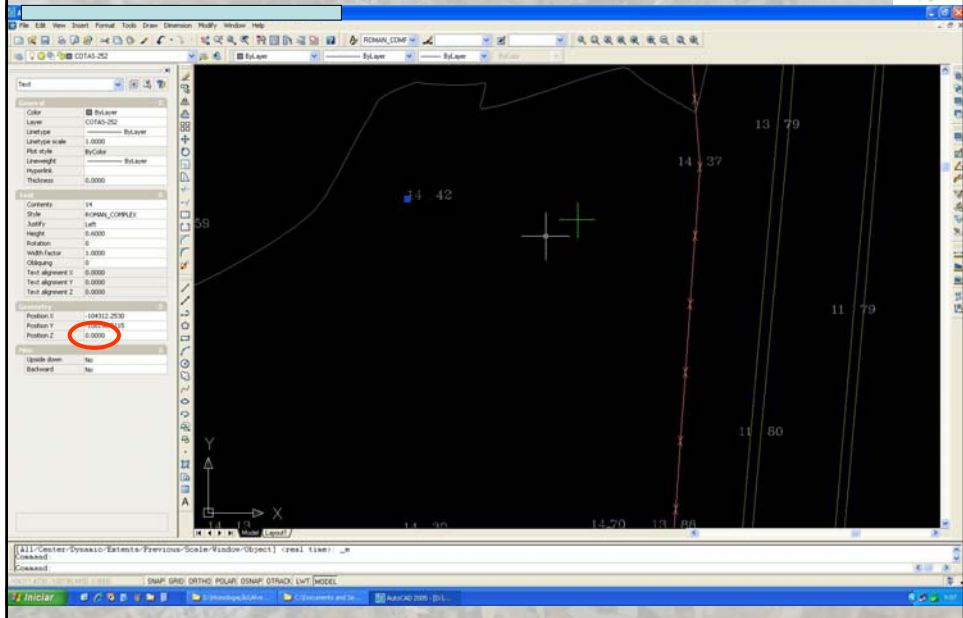 File Edit View Insert Format Tools Draw Dimension Modify Window Help
ROMAN_COMF
COTAS-252
ByLayer
ByLayer
ByLayer
ByColor
Text
General
Color ByLayer
Layer COTAS-252
Linetype ByLayer
Linetype scale 1.0000
Plot style ByColor
Lineweight ByLayer
Hyperlink
Thickness 0.0000
Text
Contents 14
Style ROMAN_COMPLEX
Justify Left
Height 0.6000
Rotation 0
Width Factor 1.0000
Obliquing 0
Text alignment X 0.0000
Text alignment Y 0.0000
Text alignment Z 0.0000
Geometry
Position X -104312.2530
Position Y
Position Z 0.0000
Misc
Upside down No
Backward No
13 79
14 37
14 42
59
11 79
11 80
Y
X
14 13
14 20
14.70
13 88
Model Layout1
[All/Center/Dynamic/Extents/Previous/Scale/Window/Object] <real time>: _e
Command:
Command:
SNAP GRID ORTHO POLAR OSNAP OTRACK LWT MODEL
Iniciar
AutoCAD 2005 - [D:\...
9:07